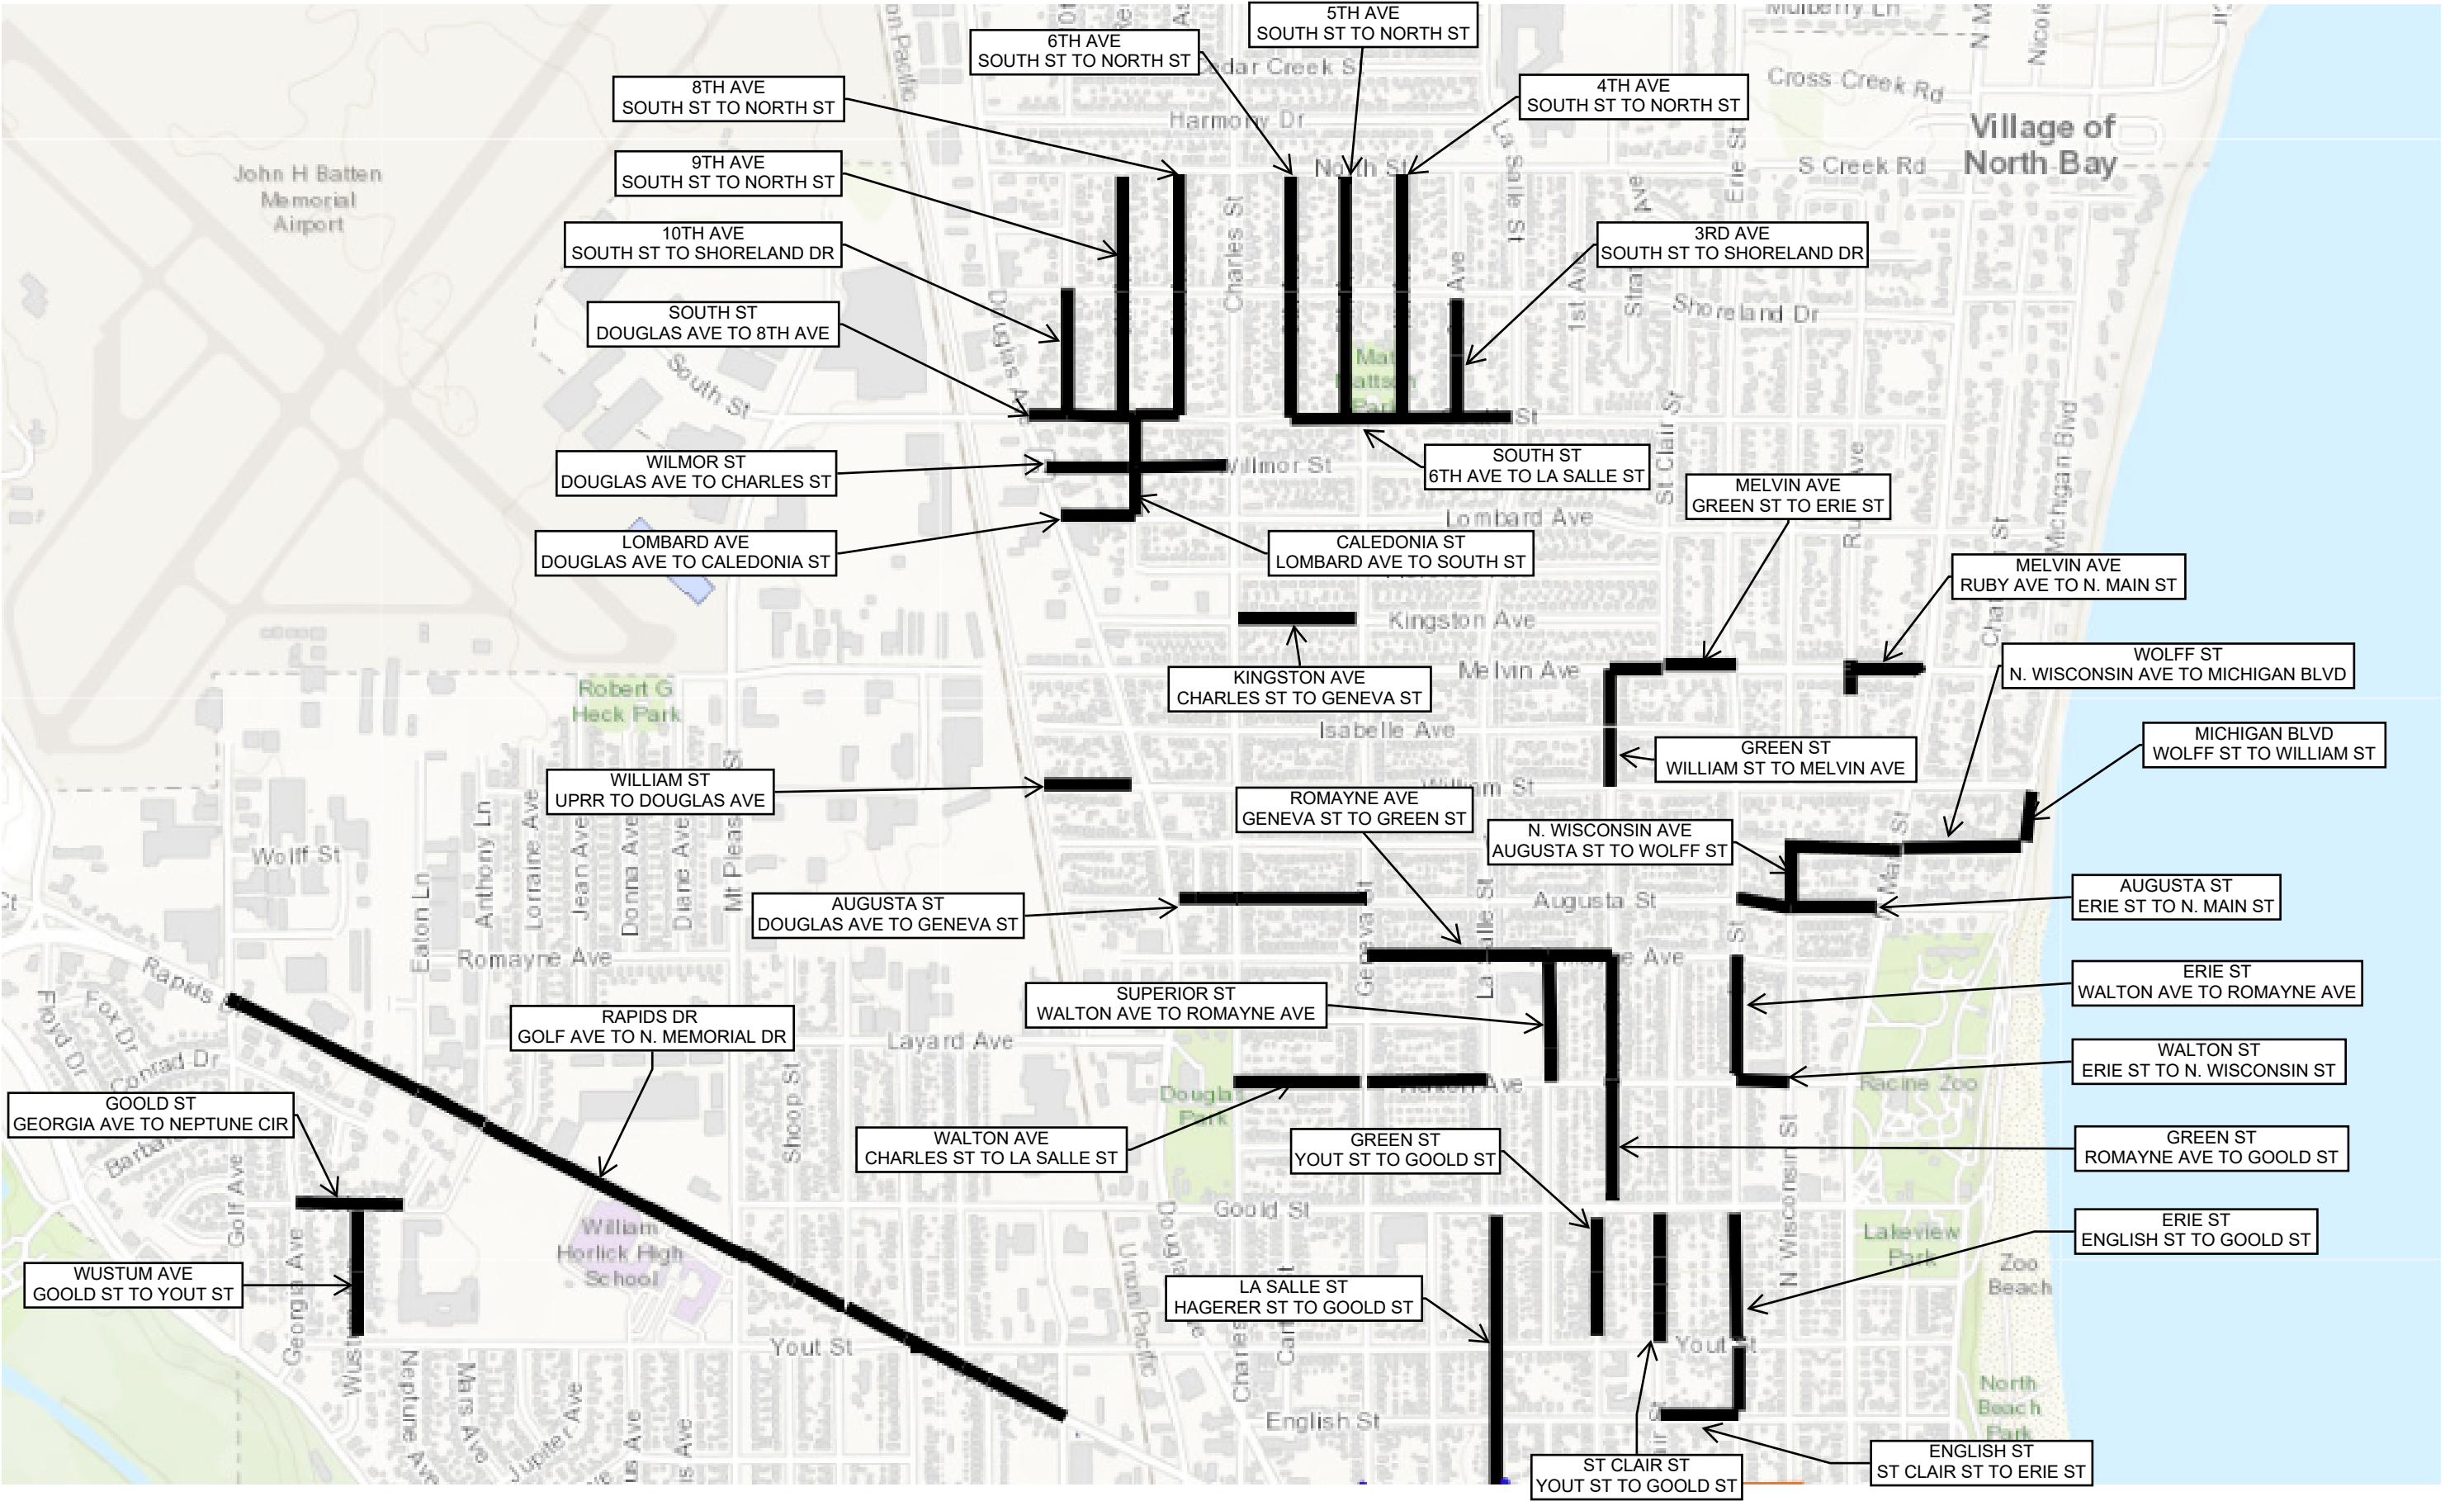 5TH AVE
SOUTH ST TO NORTH ST
6TH AVE
SOUTH ST TO NORTH ST
Mulberry Ln
Cedar Creek S
8TH AVE
SOUTH ST TO NORTH ST
4TH AVE
SOUTH ST TO NORTH ST
Cross Creek Rd
Harmony Dr
Village of
North Bay
La Salle St
Erie St
9TH AVE
SOUTH ST TO NORTH ST
North St
S Creek Rd
John H Batten
Memorial
Airport
Charles St
10TH AVE
SOUTH ST TO SHORELAND DR
3RD AVE
SOUTH ST TO SHORELAND DR
Ave
1st Ave
Shoreland Dr
SOUTH ST
DOUGLAS AVE TO 8TH AVE
South St
St
St Clair St
Michigan Blvd
WILMOR ST
DOUGLAS AVE TO CHARLES ST
SOUTH ST
6TH AVE TO LA SALLE ST
MELVIN AVE
GREEN ST TO ERIE ST
Lombard Ave
LOMBARD AVE
DOUGLAS AVE TO CALEDONIA ST
CALEDONIA ST
LOMBARD AVE TO SOUTH ST
MELVIN AVE
RUBY AVE TO N. MAIN ST
Kingston Ave
KINGSTON AVE
CHARLES ST TO GENEVA ST
Melvin Ave
WOLFF ST
N. WISCONSIN AVE TO MICHIGAN BLVD
Robert G
Heck Park
Isabelle Ave
GREEN ST
WILLIAM ST TO MELVIN AVE
MICHIGAN BLVD
WOLFF ST TO WILLIAM ST
WILLIAM ST
UPRR TO DOUGLAS AVE
William St
ROMAYNE AVE
GENEVA ST TO GREEN ST
N. WISCONSIN AVE
AUGUSTA ST TO WOLFF ST
Wolff St
Eaton Ln
Anthony Ln
Lorraine Ave
Jean Ave
Donna Ave
Diane Ave
AUGUSTA ST
DOUGLAS AVE TO GENEVA ST
Augusta St
AUGUSTA ST
ERIE ST TO N. MAIN ST
Romayne Ave
Rapids
Floyd Dr
Fox Dr
Conrad Dr
RAPIDS DR
GOLF AVE TO N. MEMORIAL DR
SUPERIOR ST
WALTON AVE TO ROMAYNE AVE
ERIE ST
WALTON AVE TO ROMAYNE AVE
Layard Ave
WALTON ST
ERIE ST TO N. WISCONSIN ST
Racine Zoo
GOOLD ST
GEORGIA AVE TO NEPTUNE CIR
Shoop St
WALTON AVE
CHARLES ST TO LA SALLE ST
GREEN ST
YOUT ST TO GOOLD ST
GREEN ST
ROMAYNE AVE TO GOOLD ST
N Wisconsin St
Golf Ave
Goold St
William
Horlick High
School
Lakeview
Park
ERIE ST
ENGLISH ST TO GOOLD ST
Zoo
Beach
WUSTUM AVE
GOOLD ST TO YOUT ST
Georgia Ave
Union Pacific
LA SALLE ST
HAGERER ST TO GOOLD ST
Yout St
Neptune Ave
Mars Ave
Jupiter Ave
North
Beach
Park
English St
ENGLISH ST
ST CLAIR ST TO ERIE ST
ST CLAIR ST
YOUT ST TO GOOLD ST